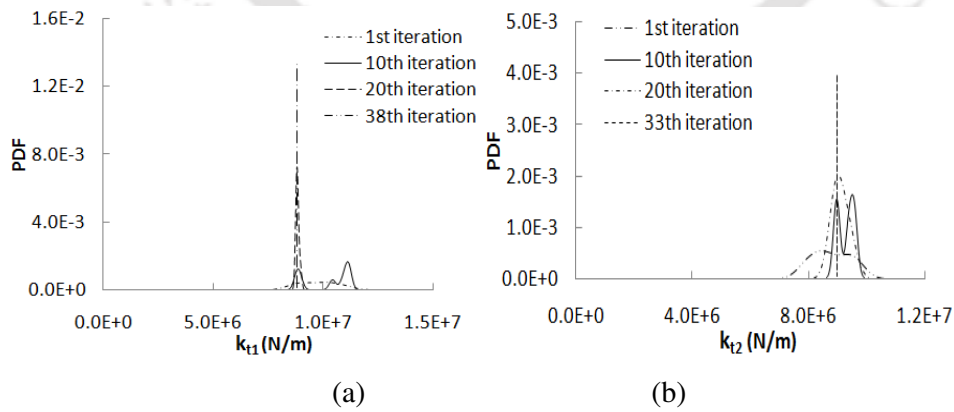 1.6E-2
1.2E-2
8.0E-3
4.0E-3
0.0E+0
PDF
1st iteration
10th iteration
20th iteration
38th iteration
0.0E+0 5.0E+6 1.0E+7 1.5E+7
kt1 (N/m)
(a)
5.0E-3
4.0E-3
3.0E-3
2.0E-3
1.0E-3
0.0E+0
PDF
1st iteration
10th iteration
20th iteration
33th iteration
0.0E+0 4.0E+6 8.0E+6 1.2E+7
kt2 (N/m)
(b)